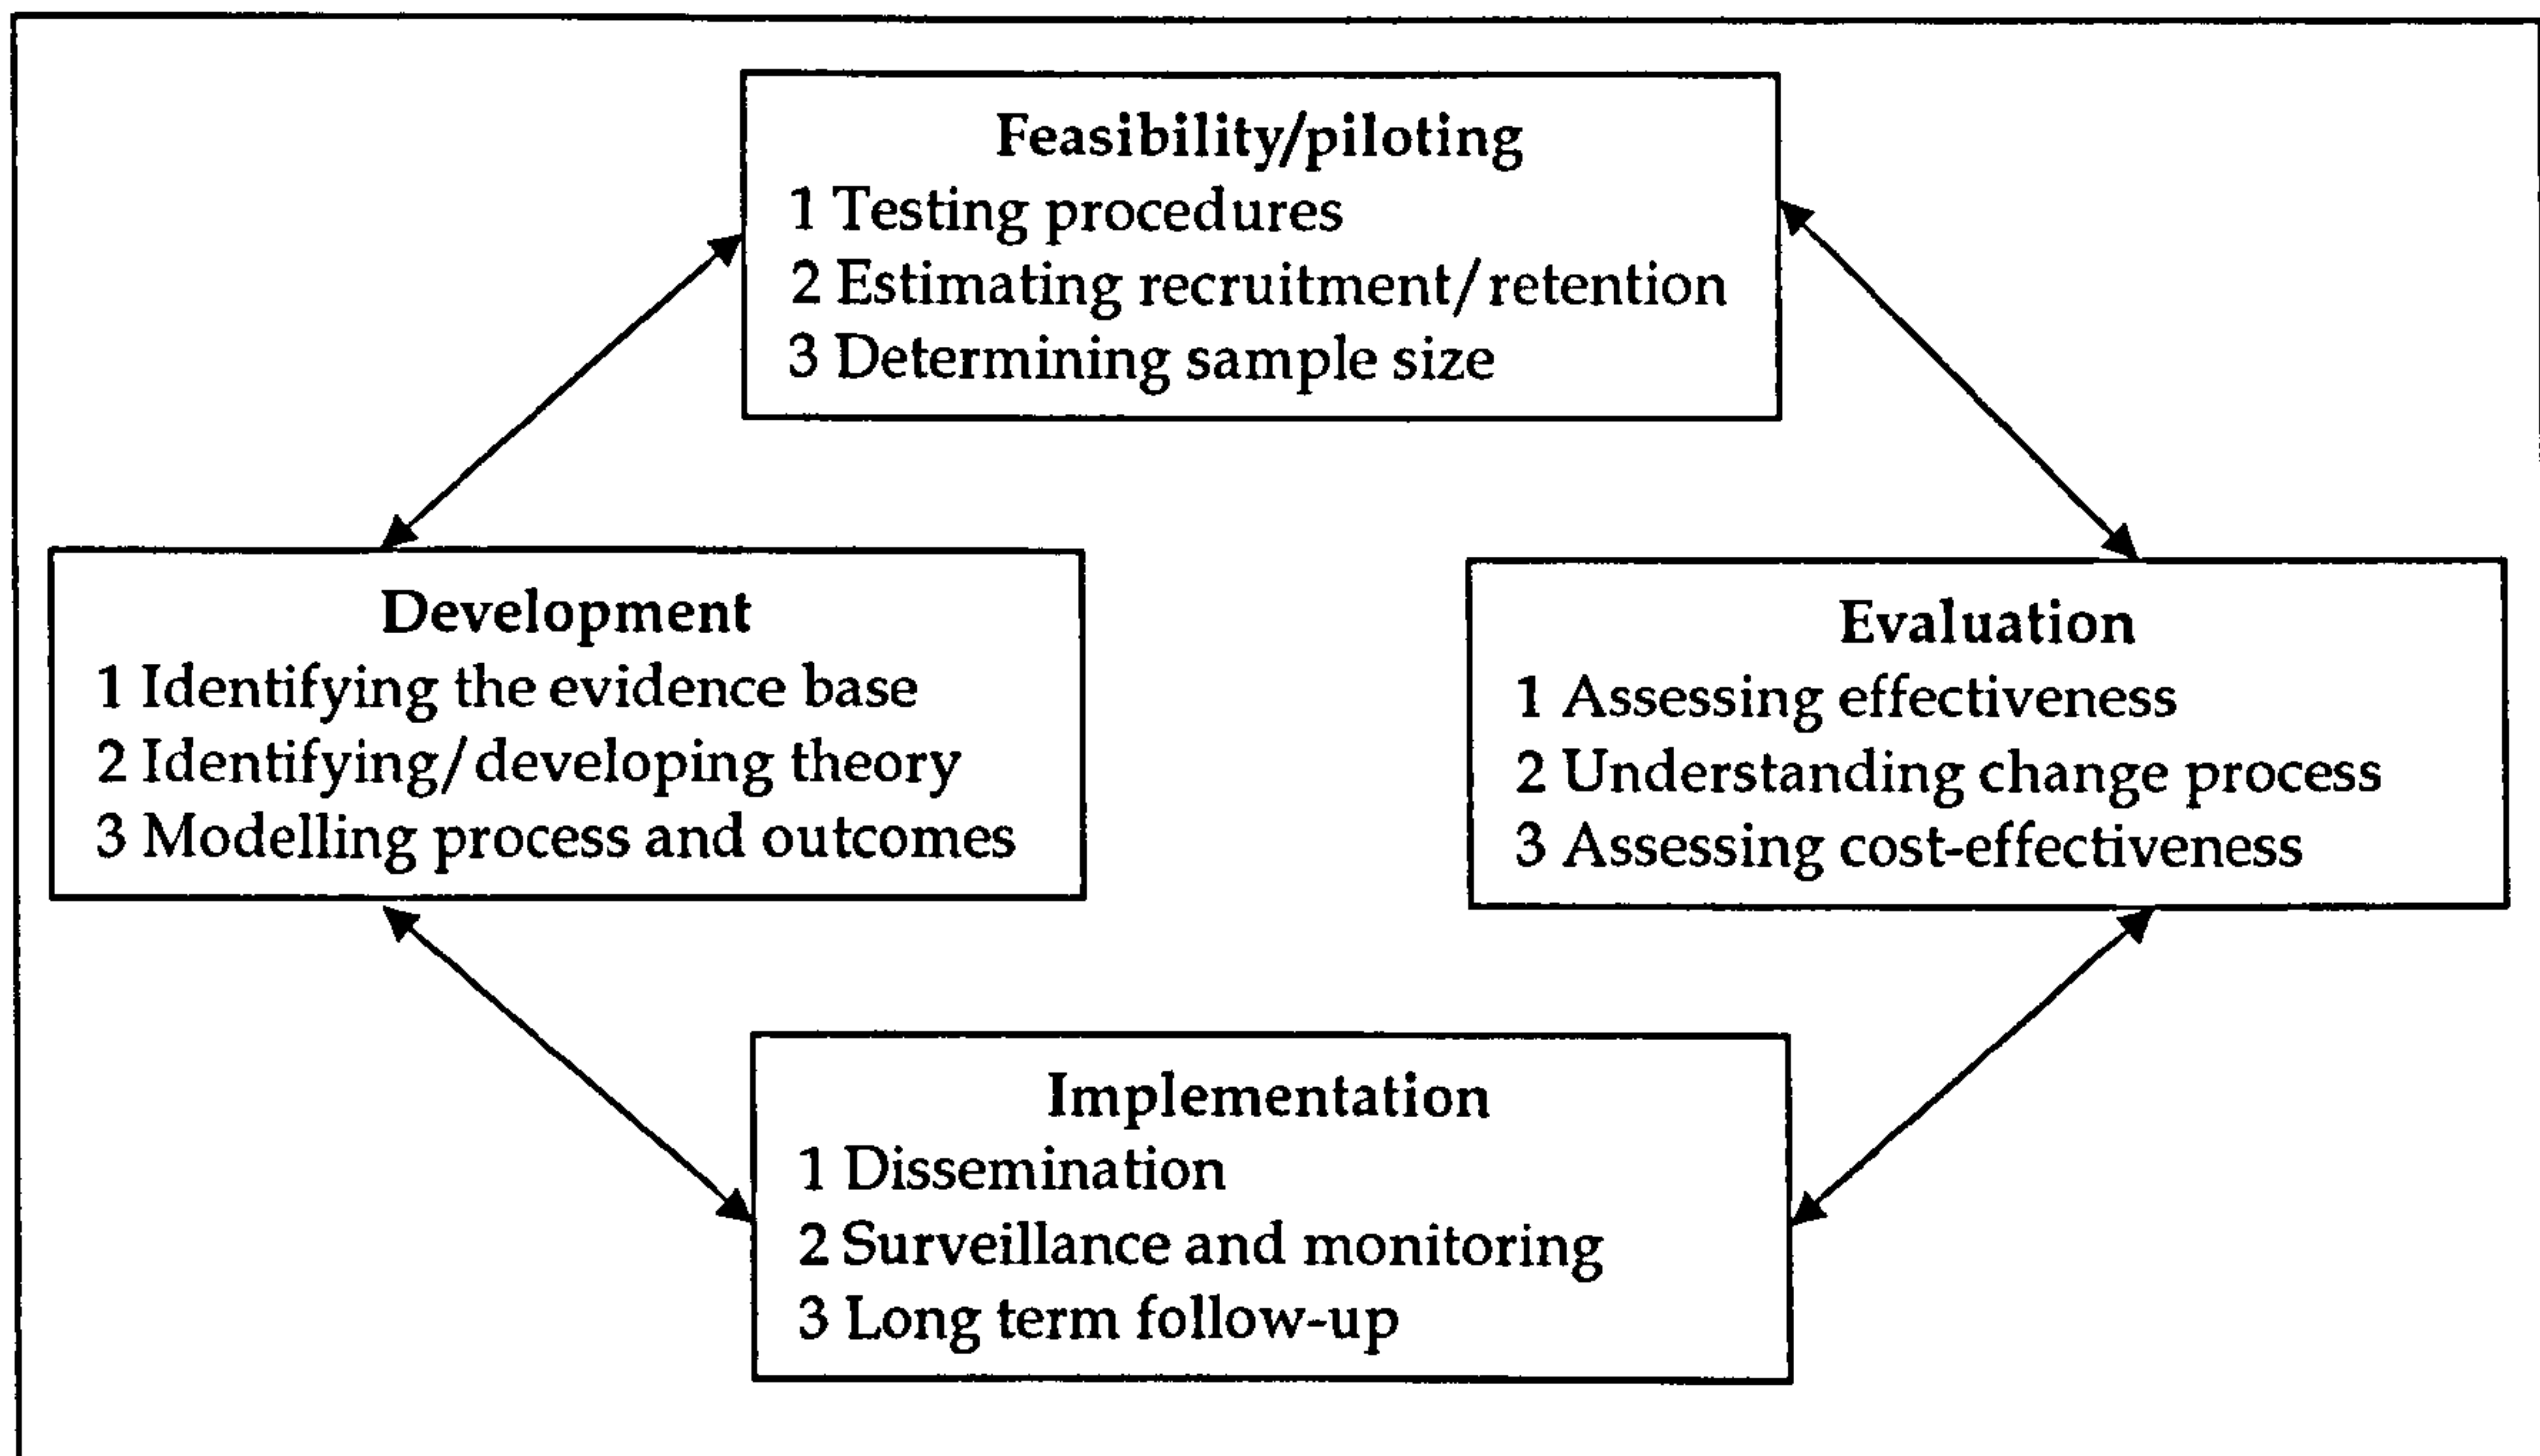 Feasibility/piloting
1 Testing procedures
2 Estimating recruitment/retention
3 Determining sample size
Development
1 Identifying the evidence base
2 Identifying/developing theory
3 Modelling process and outcomes
Evaluation
1 Assessing effectiveness
2 Understanding change process
3 Assessing cost-effectiveness
Implementation
1 Dissemination
2 Surveillance and monitoring
3 Long term follow-up